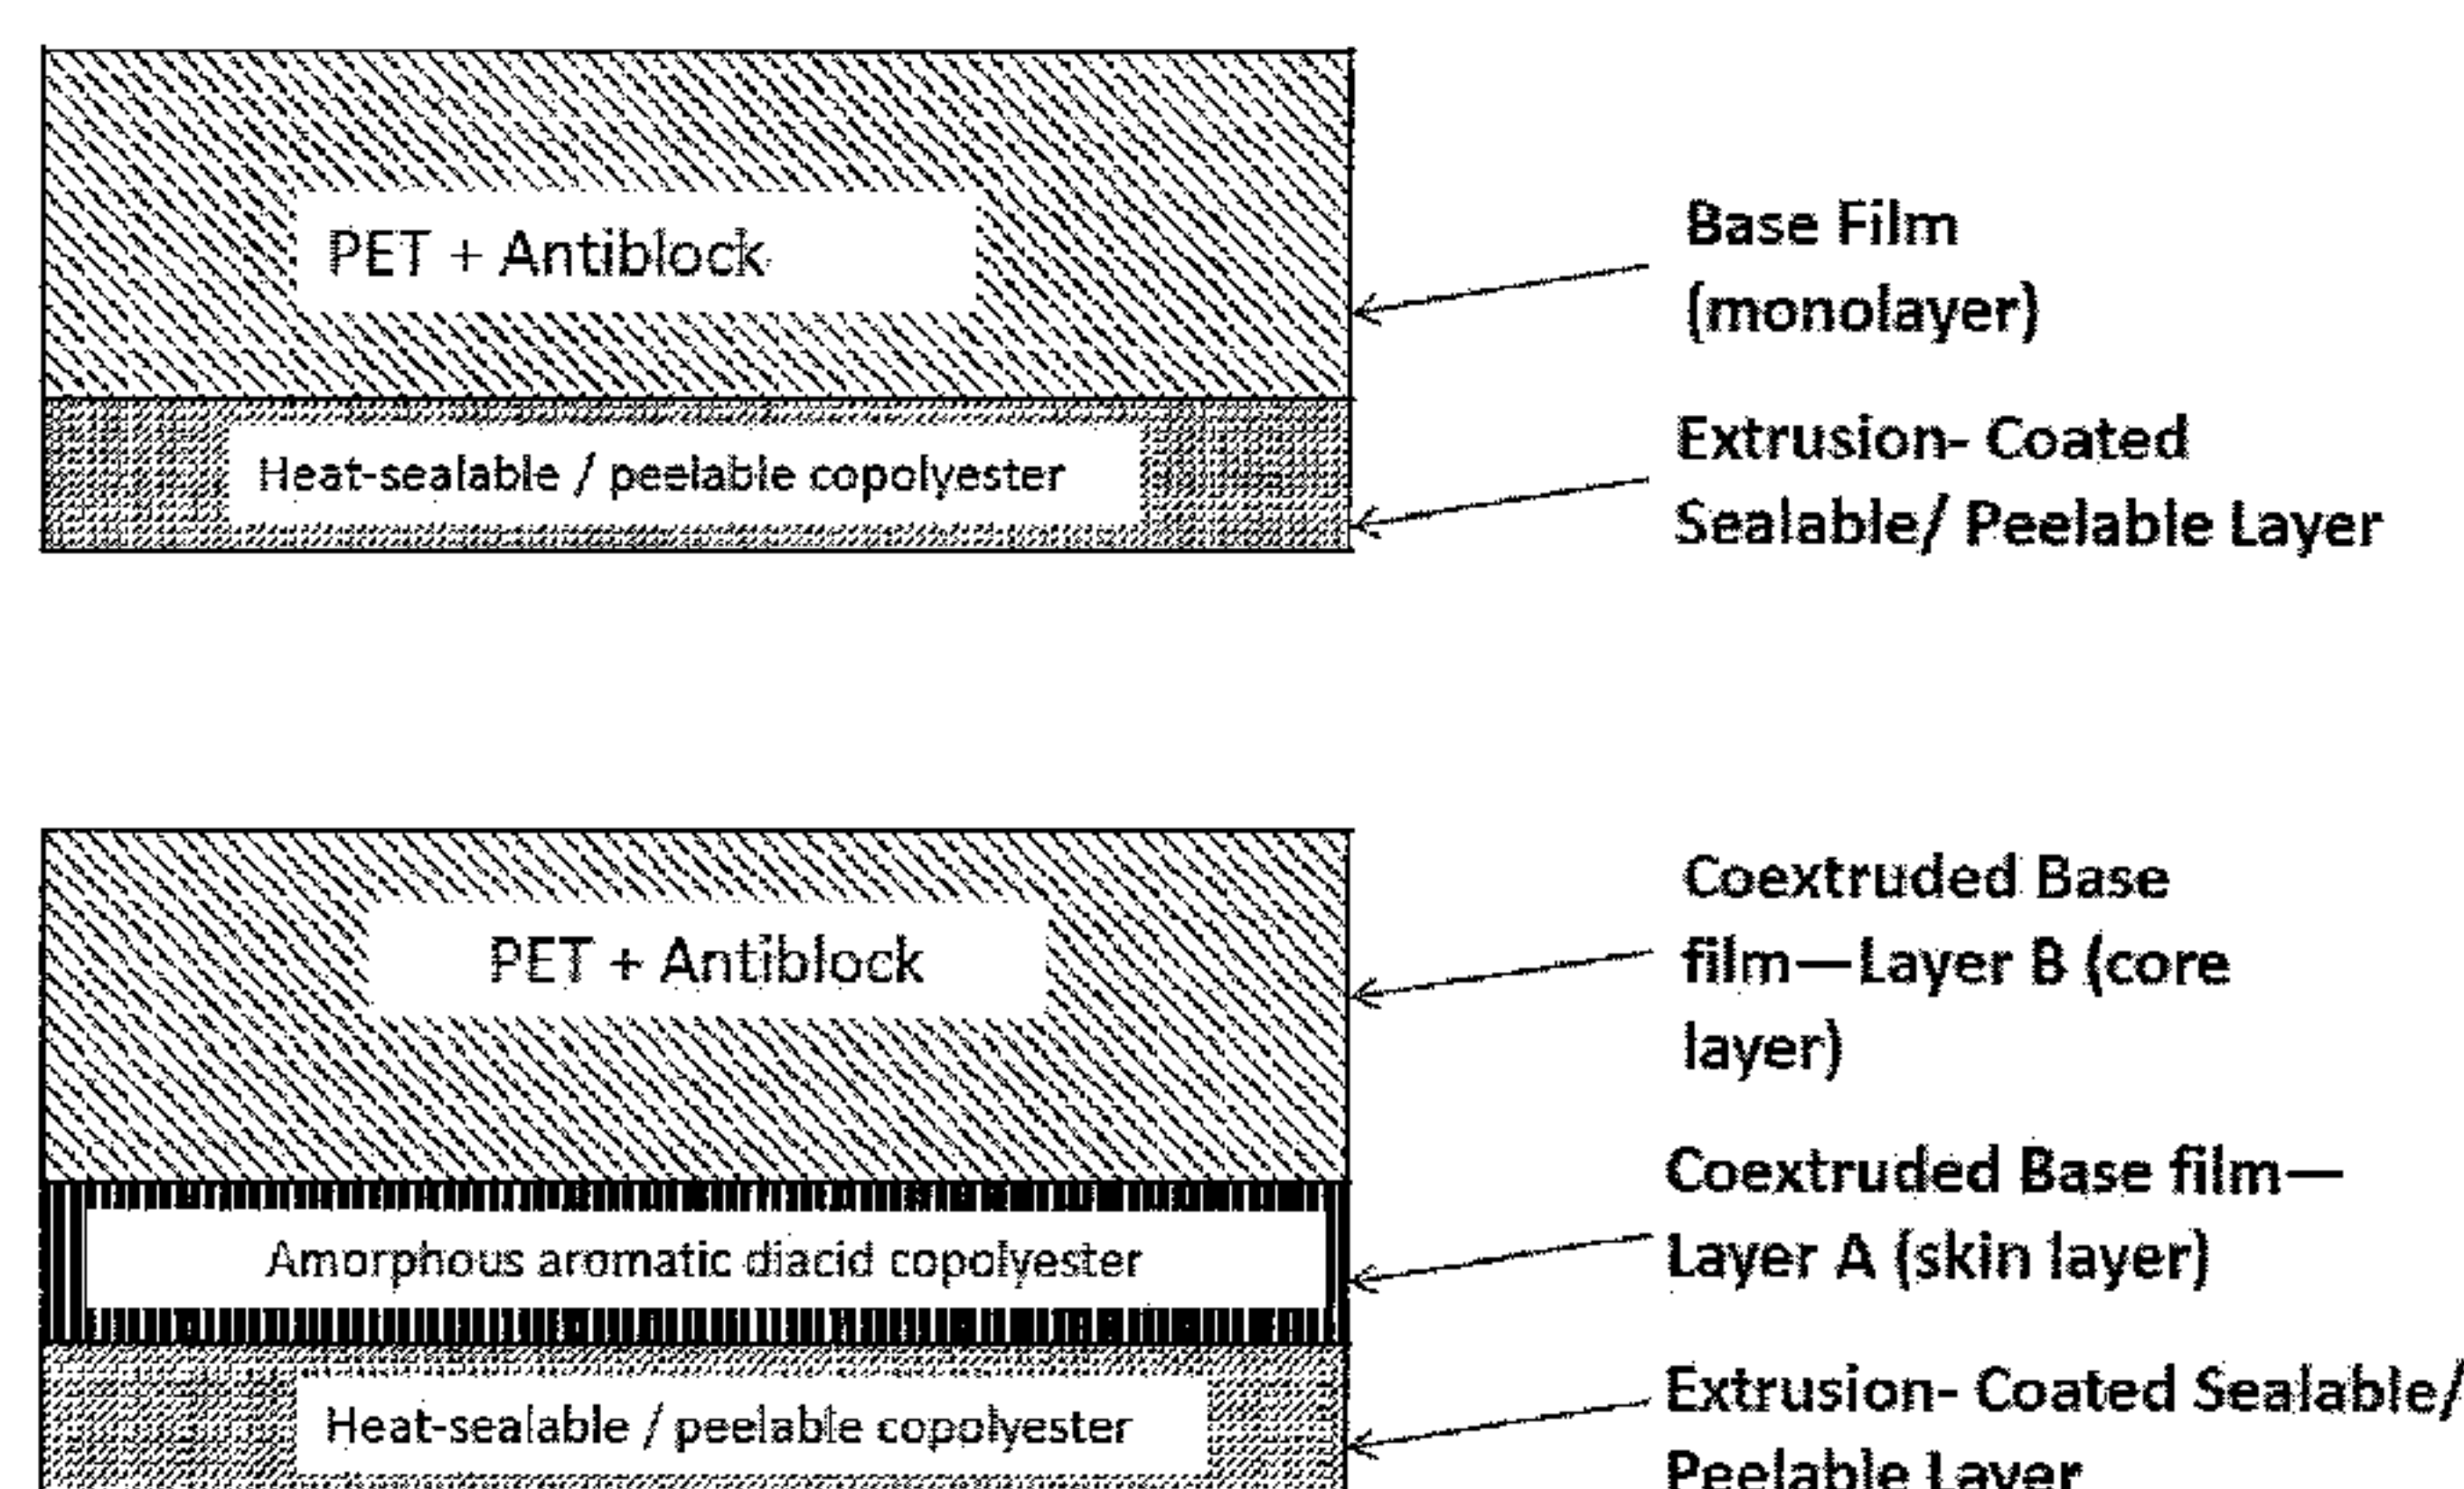 PET + Antiblock
Base Film
(monolayer)
Heat-sealable / peelable copolyester
Extrusion- Coated
Sealable/ Peelable Layer
PET + Antiblock
Coextruded Base
film—Layer B (core
layer)
Amorphous aromatic diacid copolyester
Coextruded Base film—
Layer A (skin layer)
Heat-sealable / peelable copolyester
Extrusion- Coated Sealable/
Peelable Layer